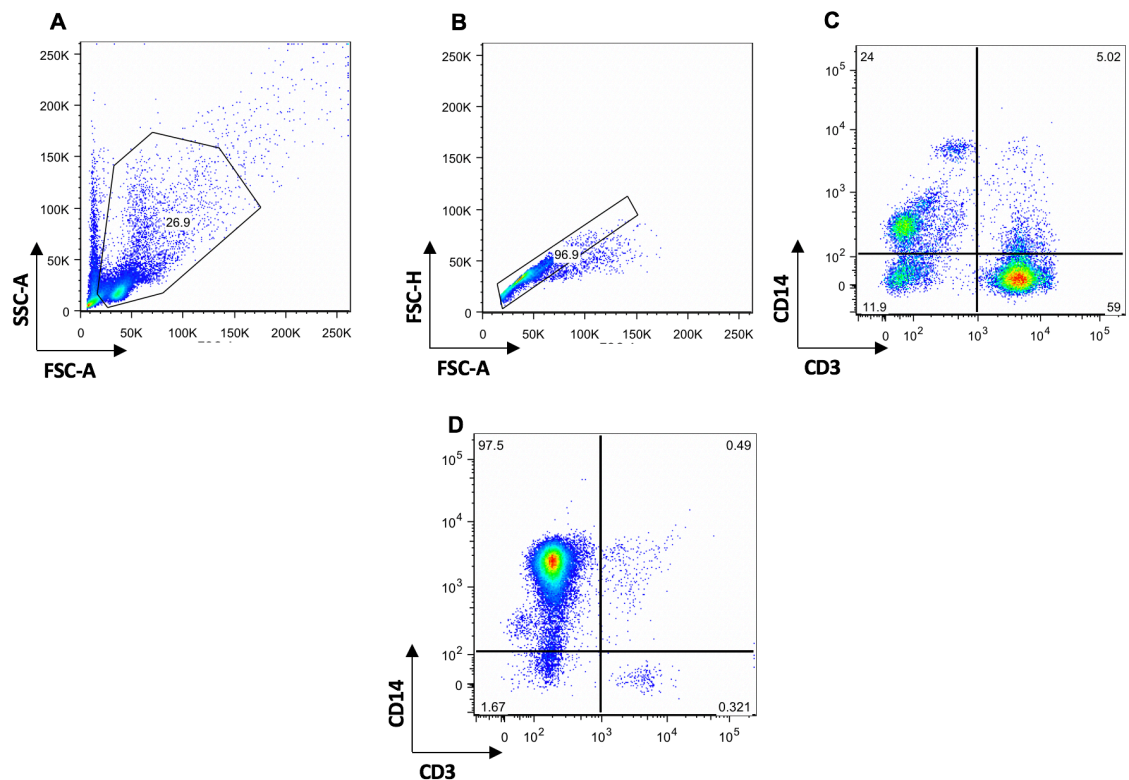 A
250K
200K
150K
100K
50K
0
26.9
0 50K 100K 150K 200K 250K
SSC-A
FSC-A
B
250K
200K
150K
100K
50K
0
96.9
0 50K 100K 150K 200K 250K
FSC-H
FSC-A
C
24 5.02
10^5
10^4
10^3
10^2
0
11.9 59
0 10^2 10^3 10^4 10^5
CD14
CD3
D
97.5 0.49
10^5
10^4
10^3
10^2
0
1.67 0.321
0 10^2 10^3 10^4 10^5
CD14
CD3